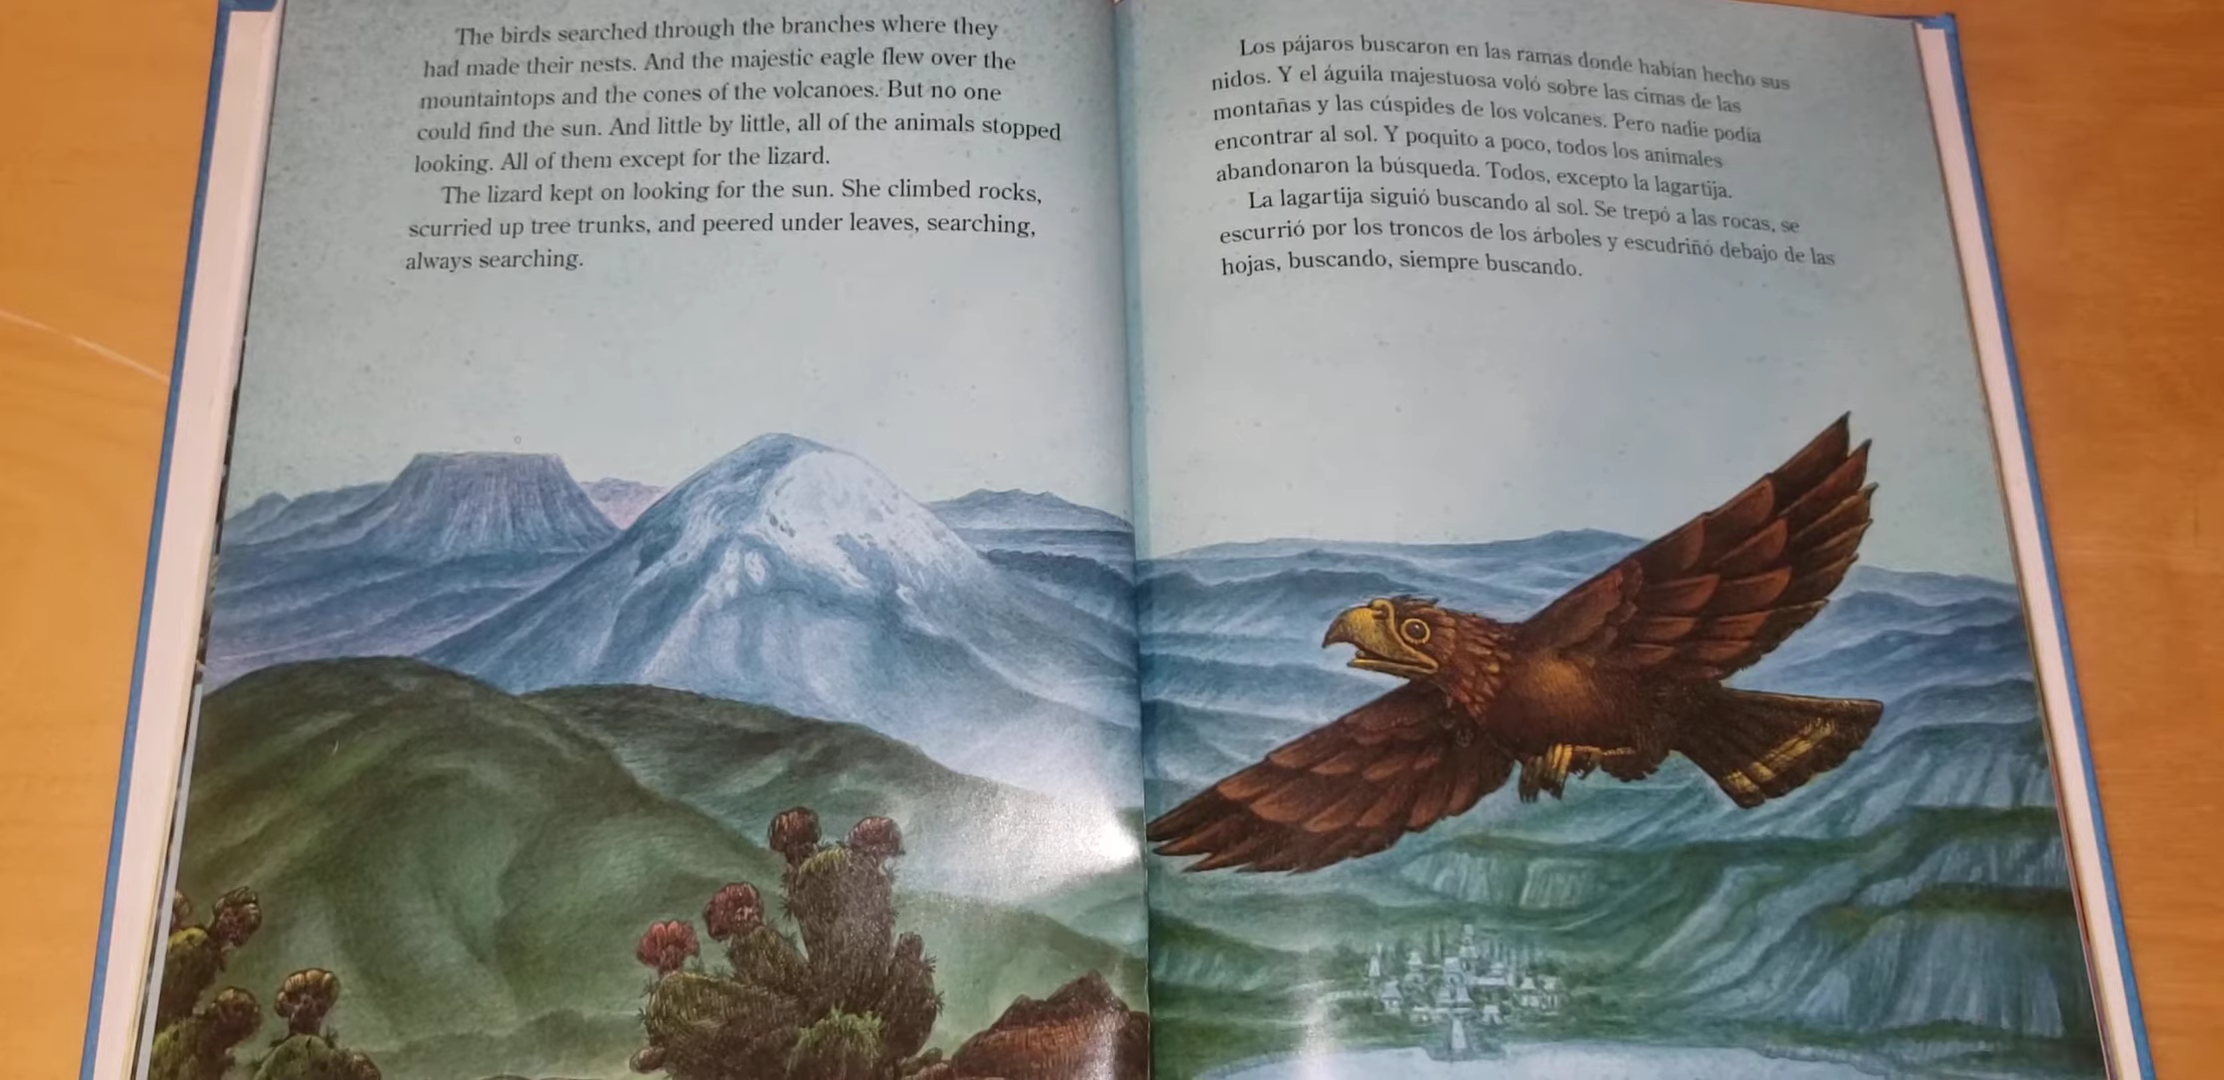 The birds searched through the branches where they
had made their nests. And the majestic eagle flew over the
mountaintops and the cones of the volcanoes. But no one
could find the sun. And little by little, all of the animals stopped
looking. All of them except for the lizard.
The lizard kept on looking for the sun. She climbed rocks,
scurried up tree trunks, and peered under leaves, searching,
always searching.
Los pájaros buscaron en las ramas donde habían hecho sus
nidos. Y el águila majestuosa voló sobre las cimas de las
montañas y las cúspides de los volcanes. Pero nadie podía
encontrar al sol. Y poquito a poco, todos los animales
abandonaron la búsqueda. Todos, excepto la lagartija.
La lagartija siguió buscando al sol. Se trepó a las rocas, se
escurrió por los troncos de los árboles y escudriñó debajo de las
hojas, buscando, siempre buscando.